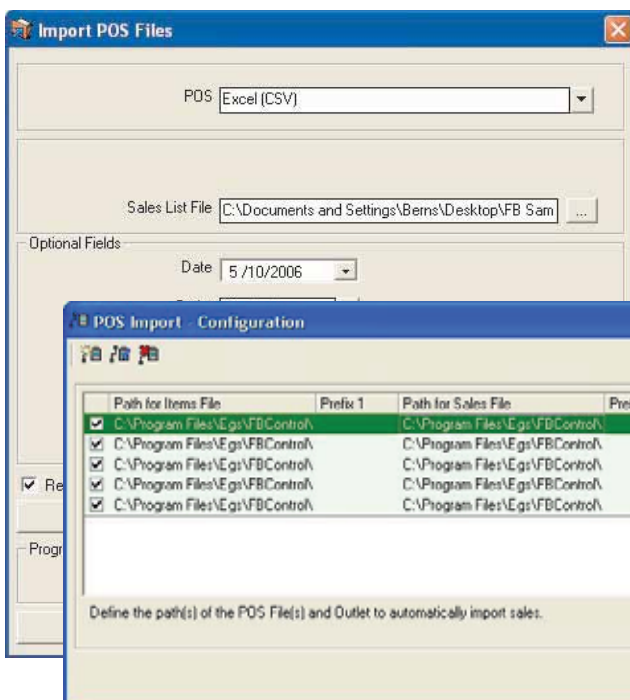 Import POS Files
POS Excel (CSV)
Sales List File C:\Documents and Settings\Berns\Desktop\FB Sam ...
Optional Fields
Date 5 /10/2006
POS Import - Configuration
Path for Items File Prefix 1 Path for Sales File Pre
C:\Program Files\Egs\FBControl\ C:\Program Files\Egs\FBControl\
C:\Program Files\Egs\FBControl\ C:\Program Files\Egs\FBControl\
C:\Program Files\Egs\FBControl\ C:\Program Files\Egs\FBControl\
C:\Program Files\Egs\FBControl\ C:\Program Files\Egs\FBControl\
C:\Program Files\Egs\FBControl\ C:\Program Files\Egs\FBControl\
Re
Progr
Define the path(s) of the POS File(s) and Outlet to automatically import sales.